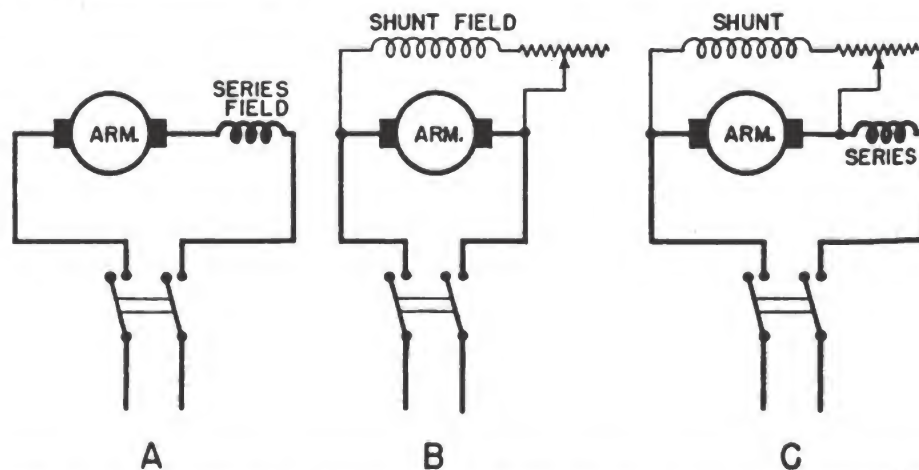 SHUNT FIELD
SHUNT
SERIES
FIELD
ARM.
ARM.
ARM.
SERIES
A
B
C